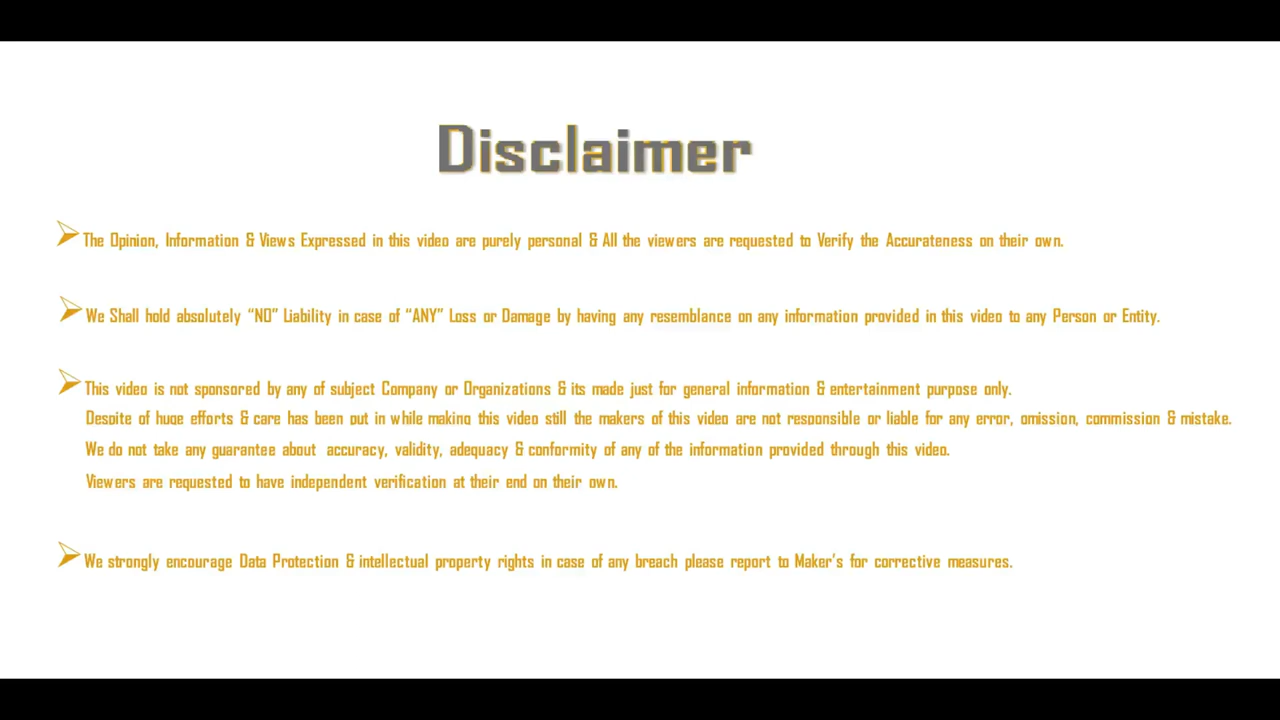 Disclaimer
The Opinion, Information & Views Expressed in this video are purely personal & All the viewers are requested to Verify the Accurateness on their own.
We Shall hold absolutely “NO” Liability in case of “ANY” Loss or Damage by having any resemblance on any information provided in this video to any Person or Entity.
This video is not sponsored by any of subject Company or Organizations & its made just for general information & entertainment purpose only.
Despite of huge efforts & care has been put in while making this video still the makers of this video are not responsible or liable for any error, omission, commission & mistake.
We do not take any guarantee about accuracy, validity, adequacy & conformity of any of the information provided through this video.
Viewers are requested to have independent verification at their end on their own.
We strongly encourage Data Protection & intellectual property rights in case of any breach please report to Maker’s for corrective measures.